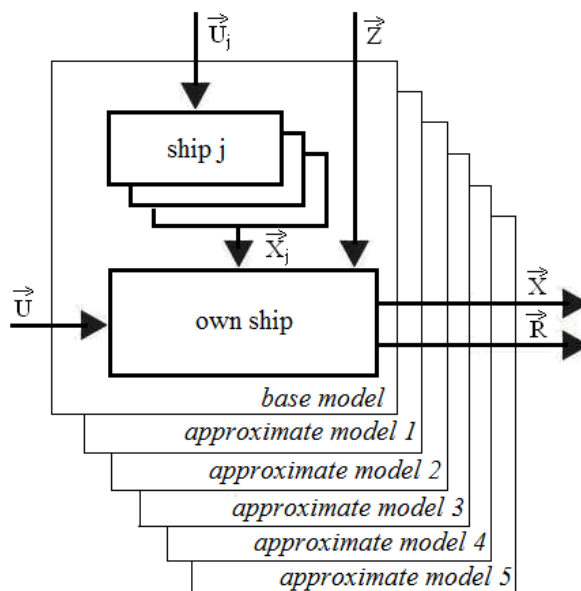 U⃗j
Z⃗
ship j
X⃗j
U⃗
own ship
X⃗
R⃗
base model
approximate model 1
approximate model 2
approximate model 3
approximate model 4
approximate model 5